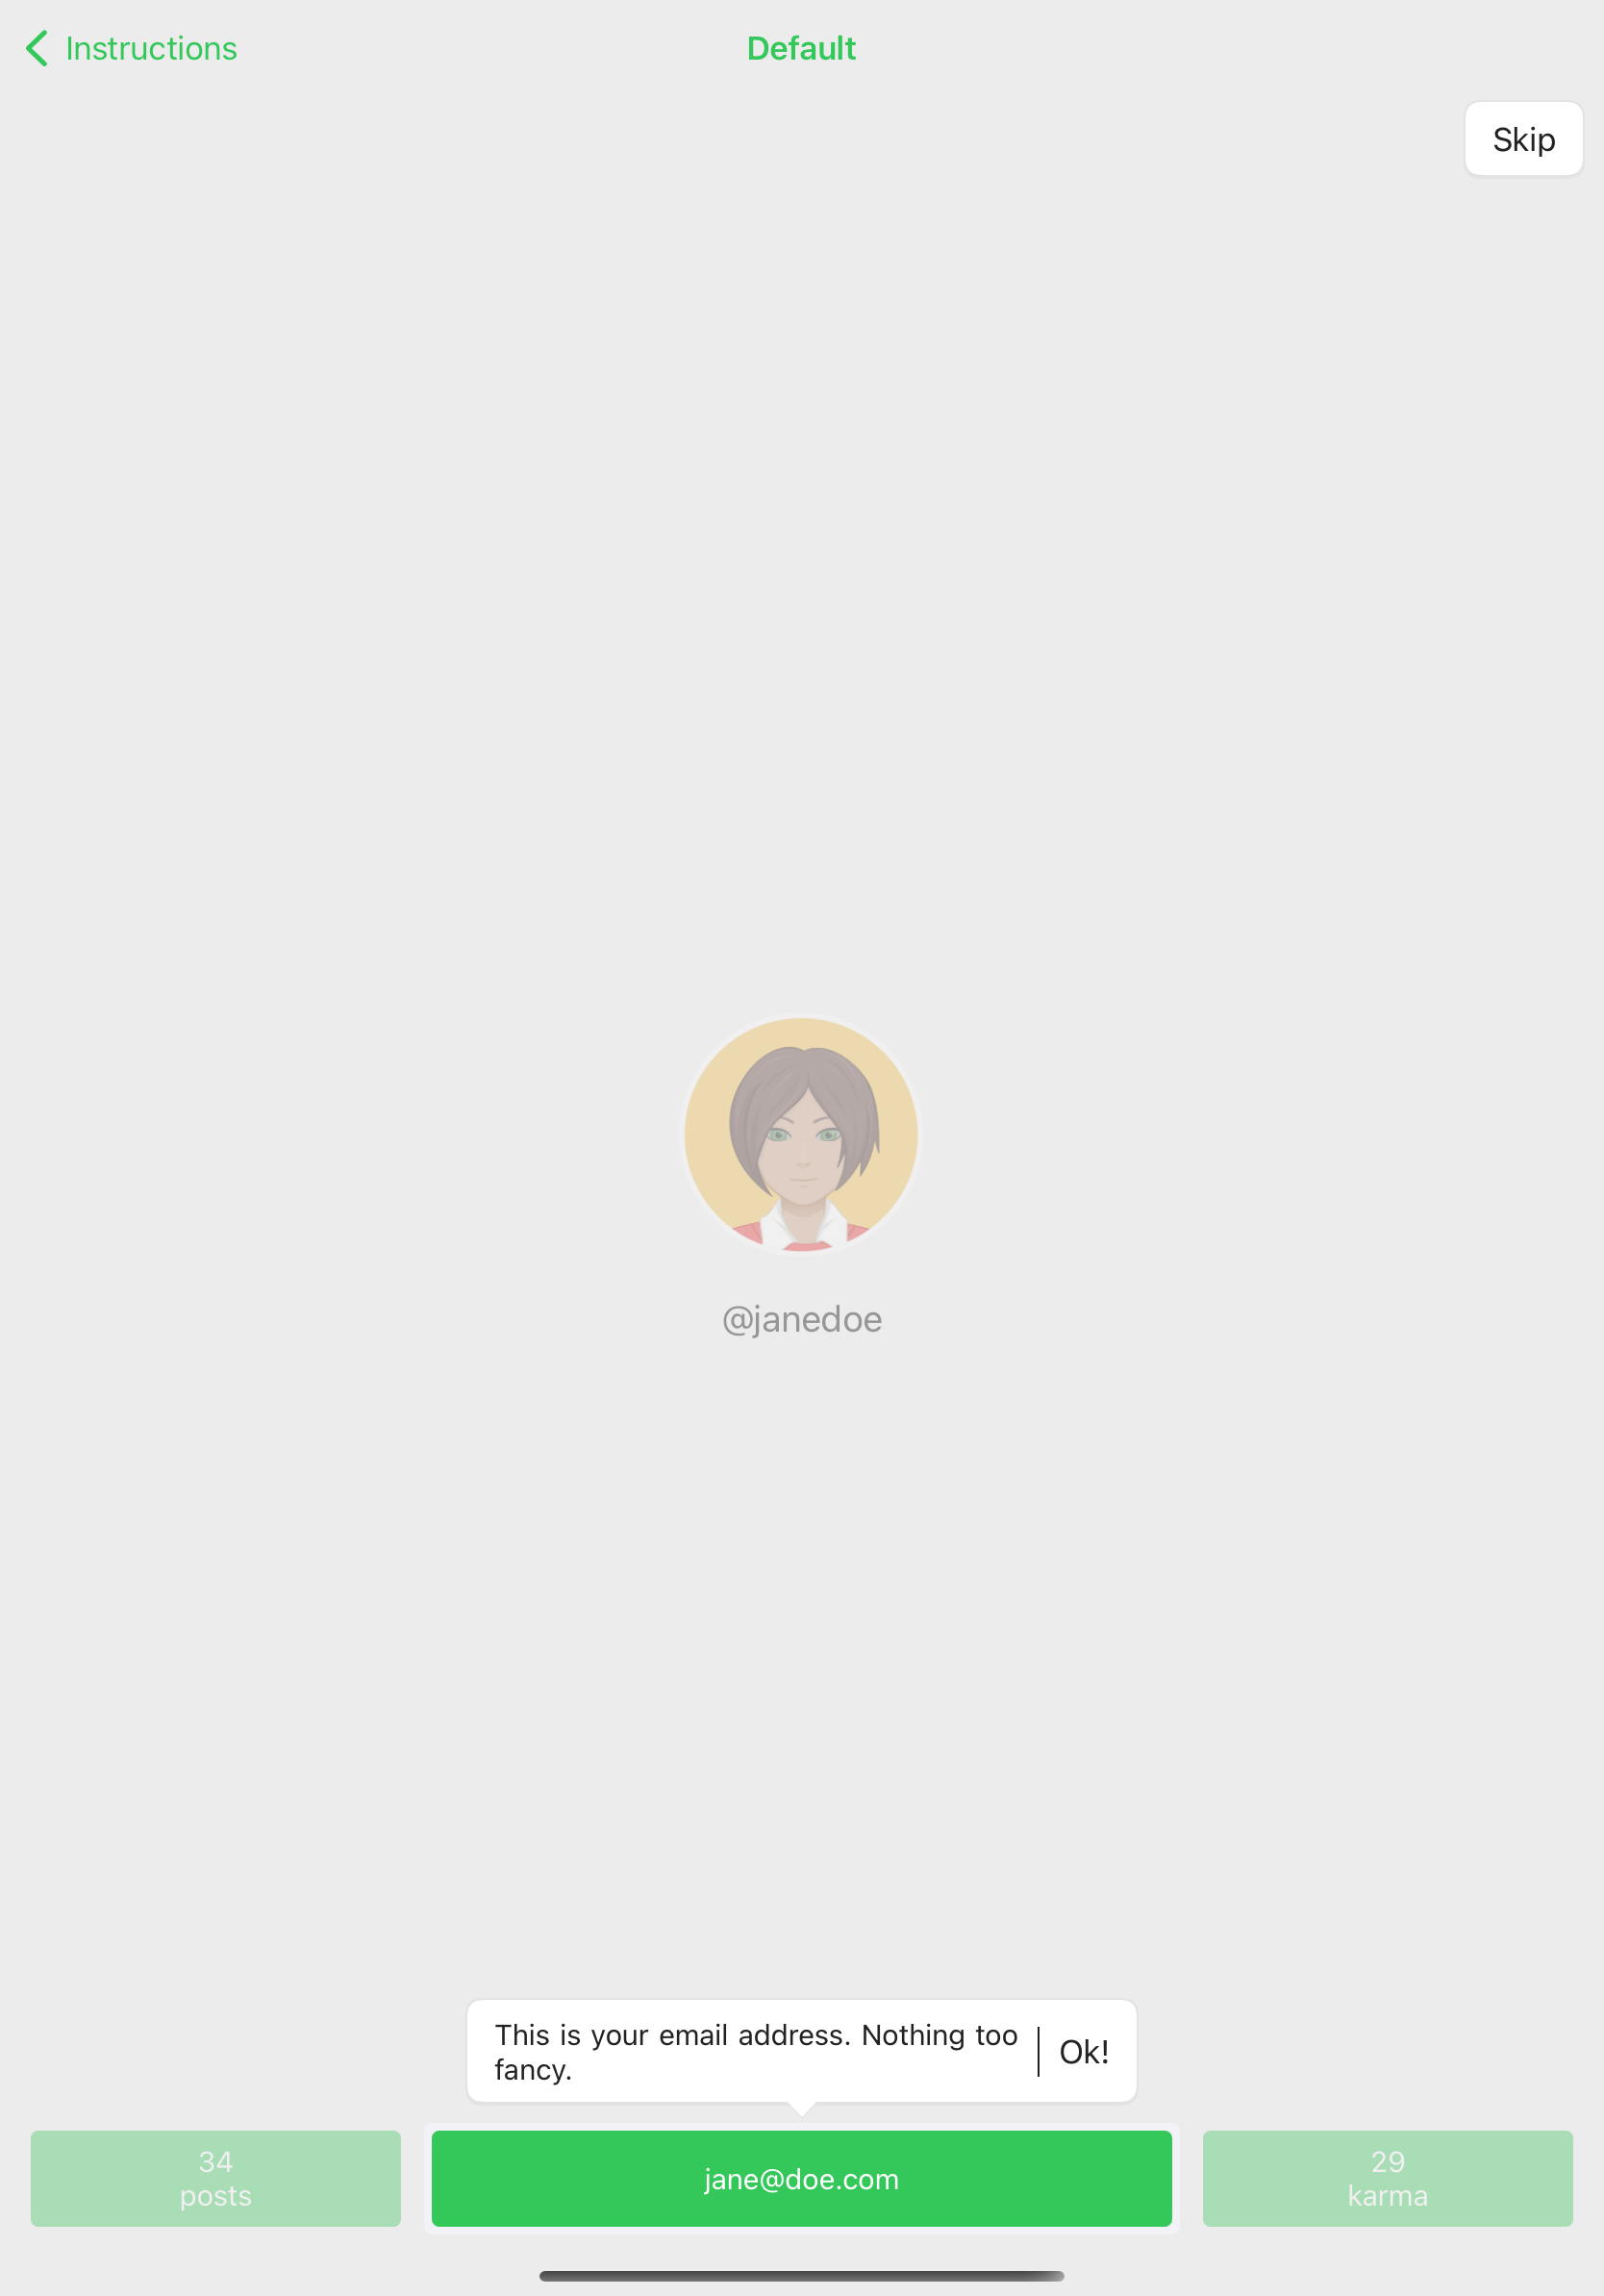 Instructions
Default
Skip
@janedoe
This is your email address. Nothing too
fancy.
Ok!
34
posts
jane@doe.com
29
karma